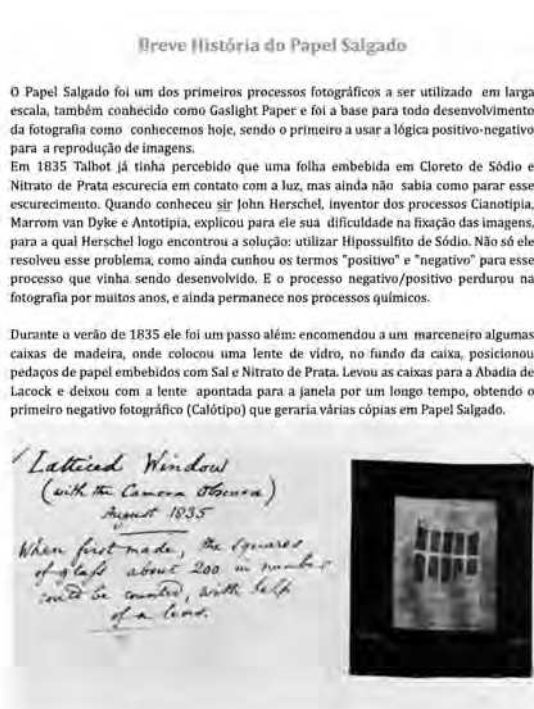 Breve História do Papel Salgado
O Papel Salgado foi um dos primeiros processos fotográficos a ser utilizado em larga
escala, também conhecido como Gaslight Paper e foi a base para todo desenvolvimento
da fotografia como conhecemos hoje, sendo o primeiro a usar a lógica positivo-negativo
para a reprodução de imagens.
Em 1835 Talbot já tinha percebido que uma folha embebida em Cloreto de Sódio e
Nitrato de Prata escurecia em contato com a luz, mas ainda não sabia como parar esse
escurecimento. Quando conheceu sir John Herschel, inventor dos processos Cianotipia,
Marrom van Dyke e Antotipia, explicou para ele sua dificuldade na fixação das imagens,
para a qual Herschel logo encontrou a solução: utilizar Hipossulfito de Sódio. Não só ele
resolveu esse problema, como ainda cunhou os termos "positivo" e "negativo" para esse
processo que vinha sendo desenvolvido. E o processo negativo/positivo perdurou na
fotografia por muitos anos, e ainda permanece nos processos químicos.
Durante o verão de 1835 ele foi um passo além: encomendou a um marceneiro algumas
caixas de madeira, onde colocou uma lente de vidro, no fundo da caixa, posicionou
pedaços de papel embebidos com Sal e Nitrato de Prata. Levou as caixas para a Abadia de
Lacock e deixou com a lente apontada para a janela por um longo tempo, obtendo o
primeiro negativo fotográfico (Calótipo) que geraria várias cópias em Papel Salgado.
Latticed Window
(with the Camera Obscura)
August 1835
When first made, the squares
of glass about 200 in number
could be counted, with help
of a lens.